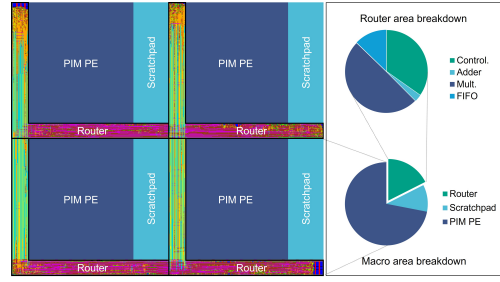 PIM PE
Scratchpad
PIM PE
Scratchpad
Router
Router
PIM PE
Scratchpad
PIM PE
Scratchpad
Router
Router
Router area breakdown
Control.
Adder
Mult.
FIFO
Router
Scratchpad
PIM PE
Macro area breakdown